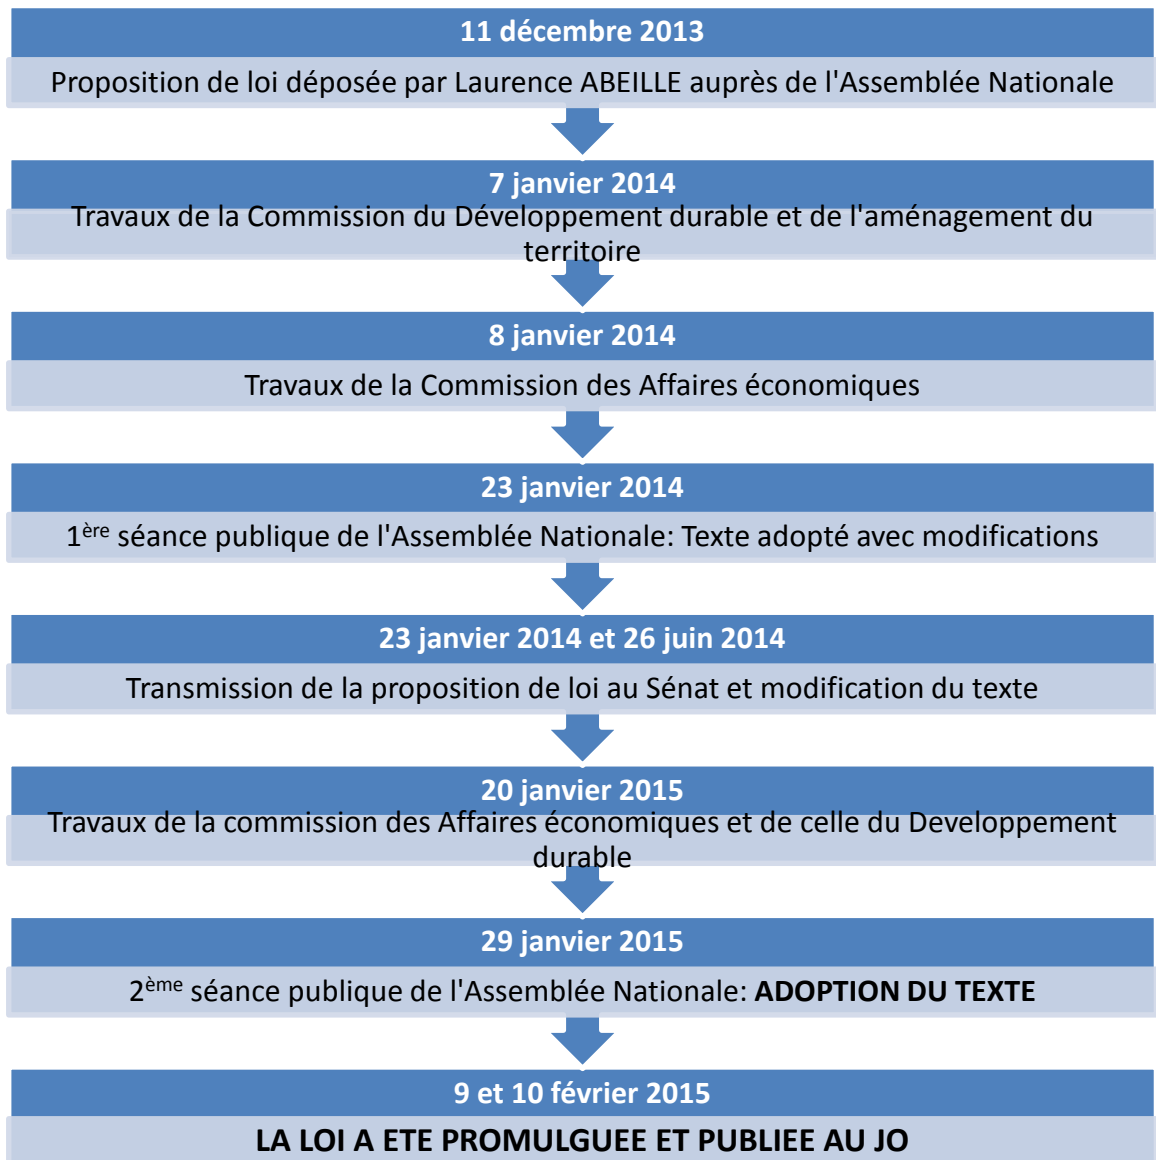 11 décembre 2013
Proposition de loi déposée par Laurence ABEILLE auprès de l'Assemblée Nationale
7 janvier 2014
Travaux de la Commission du Développement durable et de l'aménagement du
territoire
8 janvier 2014
Travaux de la Commission des Affaires économiques
23 janvier 2014
1ère séance publique de l'Assemblée Nationale: Texte adopté avec modifications
23 janvier 2014 et 26 juin 2014
Transmission de la proposition de loi au Sénat et modification du texte
20 janvier 2015
Travaux de la commission des Affaires économiques et de celle du Developpement
durable
29 janvier 2015
2ème séance publique de l'Assemblée Nationale: ADOPTION DU TEXTE
9 et 10 février 2015
LA LOI A ETE PROMULGUEE ET PUBLIEE AU JO